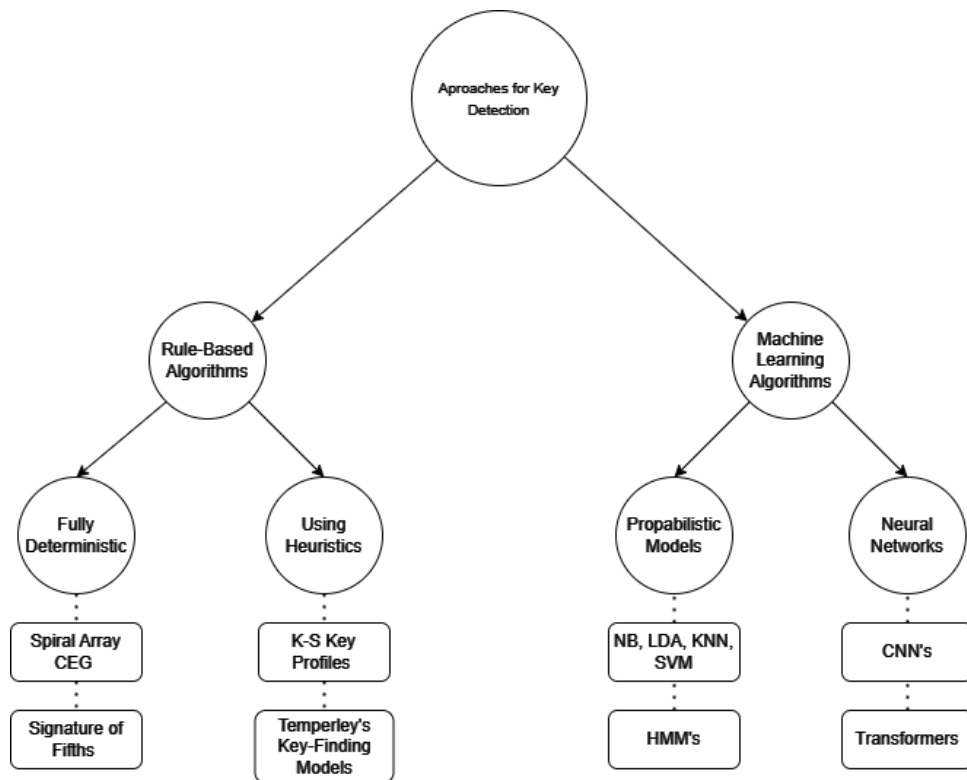 Aproaches for Key
Detection
Rule-Based
Algorithms
Machine
Learning
Algorithms
Fully
Deterministic
Using
Heuristics
Propabilistic
Models
Neural
Networks
Spiral Array
CEG
K-S Key
Profiles
NB, LDA, KNN,
SVM
CNN's
Signature of
Fifths
Temperley's
Key-Finding
Models
HMM's
Transformers